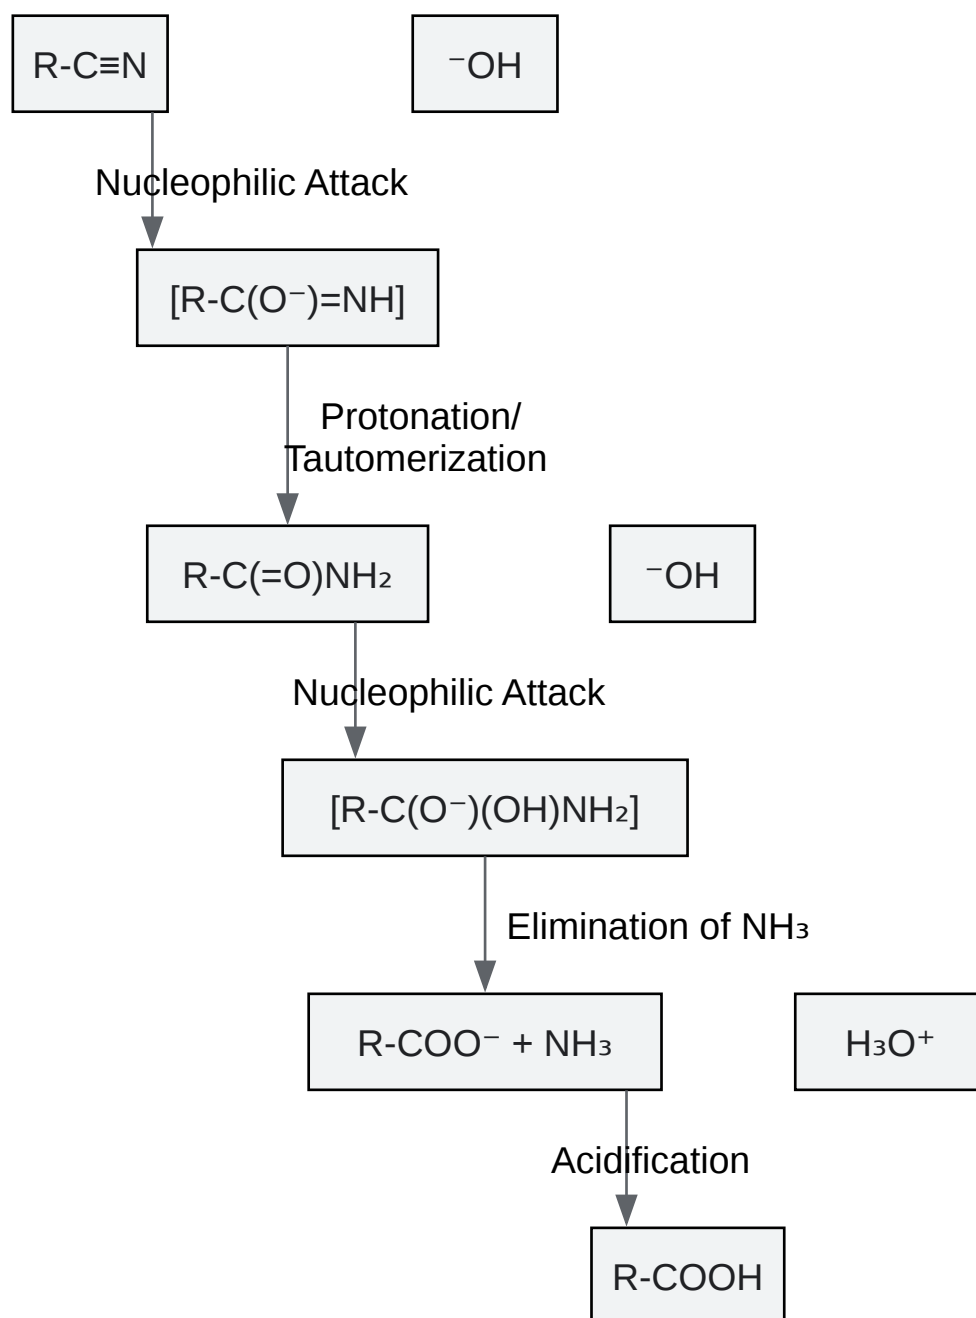 R-C≡N
⁻OH
Nucleophilic Attack
[R-C(O⁻)=NH]
Protonation/
Tautomerization
R-C(=O)NH₂
⁻OH
Nucleophilic Attack
[R-C(O⁻)(OH)NH₂]
Elimination of NH₃
R-COO⁻ + NH₃
H₃O⁺
Acidification
R-COOH